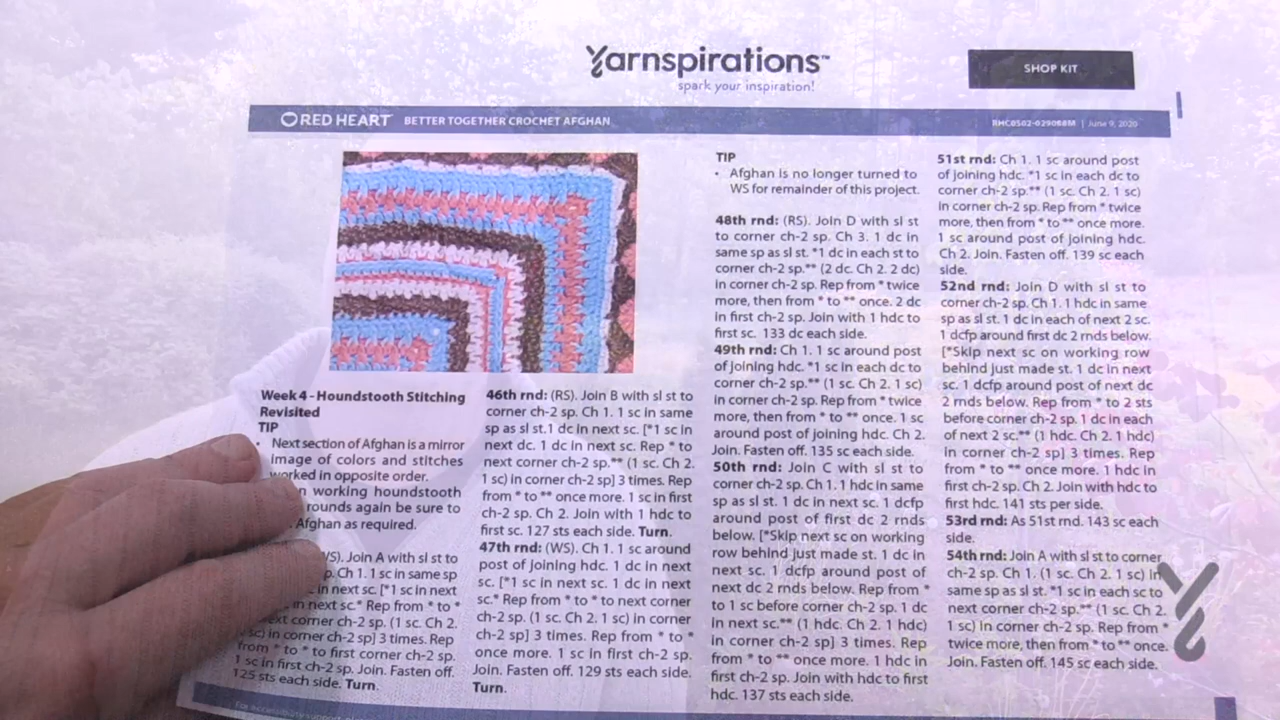 Yarnspirations™
spark your inspiration!
SHOP KIT
RED HEART™ BETTER TOGETHER CROCHET AFGHAN
RHC0502-029088M | June 9, 2020
Week 4 - Houndstooth Stitching
Revisited
TIP
• Next section of Afghan is a mirror
image of colors and stitches
worked in opposite order.
working houndstooth
rounds again be sure to
Afghan as required.
WS). Join A with sl st to
p. Ch 1. 1 sc in same sp
in next sc. [*1 sc in next
in next sc.* Rep from * to *
ext corner ch-2 sp. (1 sc. Ch 2.
sc) in corner ch-2 sp] 3 times. Rep
from * to * to first corner ch-2 sp.
1 sc in first ch-2 sp. Join. Fasten off.
125 sts each side. Turn.
46th rnd: (RS). Join B with sl st to
corner ch-2 sp. Ch 1. 1 sc in same
sp as sl st.1 dc in next sc. [*1 sc in
next dc. 1 dc in next sc. Rep * to
next corner ch-2 sp.** (1 sc. Ch 2.
1 sc) in corner ch-2 sp] 3 times. Rep
from * to ** once more. 1 sc in first
ch-2 sp. Ch 2. Join with 1 hdc to
first sc. 127 sts each side. Turn.
47th rnd: (WS). Ch 1. 1 sc around
post of joining hdc. 1 dc in next
sc. [*1 sc in next sc. 1 dc in next
sc.* Rep from * to * to next corner
sp. (1 sc. Ch 2. 1 sc) in corner
ch-2 sp] 3 times. Rep from * to *
once more. 1 sc in first ch-2 sp.
Join. Fasten off. 129 sts each side.
Turn.
TIP
• Afghan is no longer turned to
WS for remainder of this project.
48th rnd: (RS). Join D with sl st
to corner ch-2 sp. Ch 3. 1 dc in
same sp as sl st. *1 dc in each st to
corner ch-2 sp.** (2 dc. Ch 2. 2 dc)
in corner ch-2 sp. Rep from * twice
more, then from * to ** once. 2 dc
in first ch-2 sp. Join with 1 hdc to
first sc. 133 dc each side.
49th rnd: Ch 1. 1 sc around post
of joining hdc. *1 sc in each dc to
corner ch-2 sp.** (1 sc. Ch 2. 1 sc)
in corner ch-2 sp. Rep from * twice
more, then from * to ** once. 1 sc
around post of joining hdc. Ch 2.
Join. Fasten off. 135 sc each side.
50th rnd: Join C with sl st to
corner ch-2 sp. Ch 1. 1 hdc in same
sp as sl st. 1 dc in next sc. 1 dcfp
around post of first dc 2 rnds
below. [*Skip next sc on working
row behind just made st. 1 dc in
next sc. 1 dcfp around post of
next dc 2 rnds below. Rep from *
to 1 sc before corner ch-2 sp. 1 dc
in next sc.** (1 hdc. Ch 2. 1 hdc)
in corner ch-2 sp] 3 times. Rep
from * to ** once more. 1 hdc in
first ch-2 sp. Join with hdc to first
hdc. 137 sts each side.
51st rnd: Ch 1. 1 sc around post
of joining hdc. *1 sc in each dc to
corner ch-2 sp.** (1 sc. Ch 2. 1 sc)
in corner ch-2 sp. Rep from * twice
more, then from * to ** once more.
1 sc around post of joining hdc.
Ch 2. Join. Fasten off. 139 sc each
side.
52nd rnd: Join D with sl st to
corner ch-2 sp. Ch 1. 1 hdc in same
sp as sl st. 1 dc in each of next 2 sc.
1 dcfp around first dc 2 rnds below.
[*Skip next sc on working row
behind just made st. 1 dc in next
sc. 1 dcfp around post of next dc
2 rnds below. Rep from * to 2 sts
before corner ch-2 sp. 1 dc in each
of next 2 sc.** (1 hdc. Ch 2. 1 hdc)
in corner ch-2 sp] 3 times. Rep
from * to ** once more. 1 hdc in
first ch-2 sp. Ch 2. Join with hdc to
first hdc. 141 sts per side.
53rd rnd: As 51st rnd. 143 sc each
side.
54th rnd: Join A with sl st to corner
ch-2 sp. Ch 1. (1 sc. Ch 2. 1 sc) in
same sp as sl st. *1 sc in each sc to
next corner ch-2 sp.** (1 sc. Ch 2.
1 sc) in corner ch-2 sp. Rep from *
twice more, then from * to ** once.
Join. Fasten off. 145 sc each side.